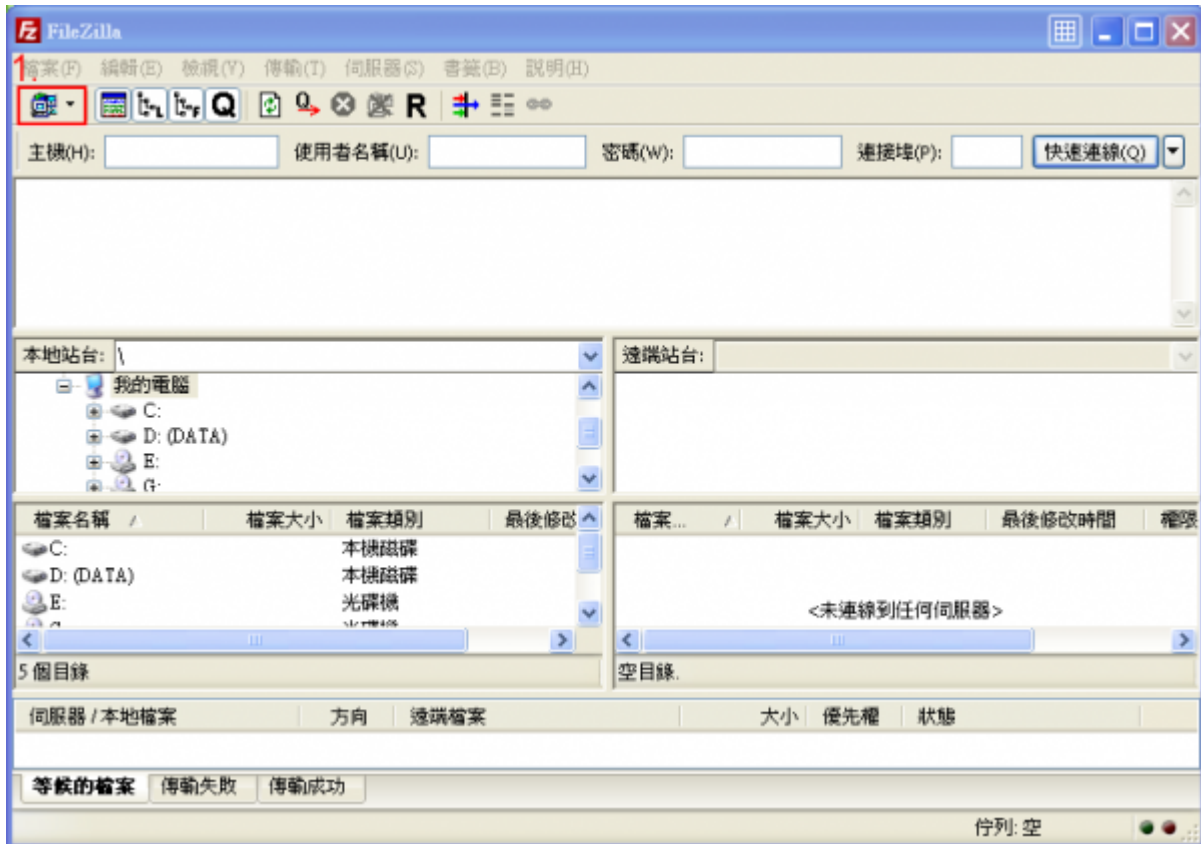 FileZilla
1.
檔案(F) 編輯(E) 檢視(V) 傳輸(T) 伺服器(S) 書籤(B) 説明(H)
Q R
主機(H): 使用者名稱(U): 密碼(W): 連接埠(P): 快速連線(Q)
本地站台: \ 遠端站台:
我的電腦
C:
D: (DATA)
E:
G:
檔案名稱 檔案大小 檔案類別 最後修改 檔案... 檔案大小 檔案類別 最後修改時間 權限
C: 本機磁碟
D: (DATA) 本機磁碟
E: 光碟機
<未連線到任何伺服器>
5 個目錄 空目錄.
伺服器 / 本地檔案 方向 遠端檔案 大小 優先權 狀態
等候的檔案 傳輸失敗 傳輸成功
佇列: 空